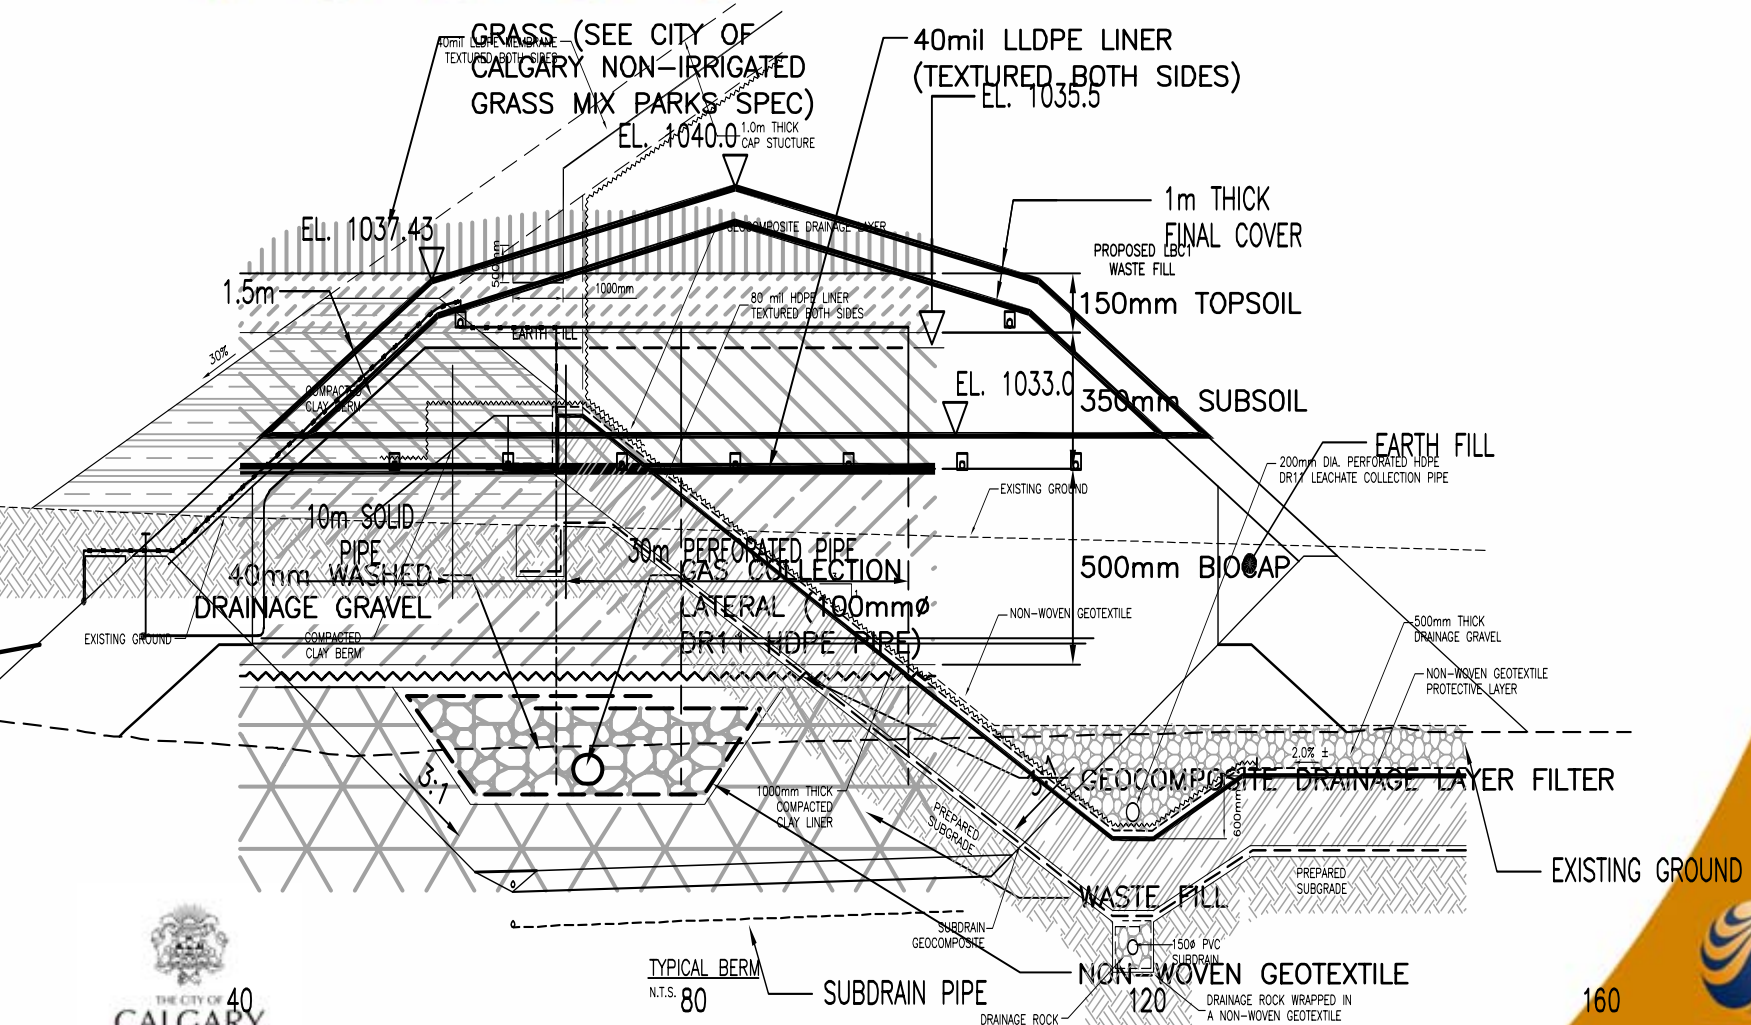 GRASS (SEE CITY OF
CALGARY NON-IRRIGATED
GRASS MIX PARKS SPEC)
40mil LLDPE MEMBRANE
TEXTURED BOTH SIDES
40mil LLDPE LINER
(TEXTURED BOTH SIDES)
EL. 1035.5
EL. 1040.0
1.0m THICK
CAP STUCTURE
1m THICK
FINAL COVER
EL. 1037.43
GEOCOMPOSITE DRAINAGE LAYER
PROPOSED LBC1
WASTE FILL
500mm
1000mm
1.5m
80 mil HDPE LINER
TEXTURED BOTH SIDES
150mm TOPSOIL
EARTH FILL
30%
COMPACTED
CLAY BERM
EL. 1033.0
350mm SUBSOIL
EARTH FILL
200mm DIA. PERFORATED HDPE
DR11 LEACHATE COLLECTION PIPE
EXISTING GROUND
10m SOLID
PIPE
30m PERFORATED PIPE
GAS COLLECTION
LATERAL (100mmø
DR11 HDPE PIPE)
500mm BIOCAP
40mm WASHED
DRAINAGE GRAVEL
NON-WOVEN GEOTEXTILE
500mm THICK
DRAINAGE GRAVEL
EXISTING GROUND
COMPACTED
CLAY BERM
NON-WOVEN GEOTEXTILE
PROTECTIVE LAYER
2.0% ±
3:1
GEOCOMPOSITE DRAINAGE LAYER FILTER
1000mm THICK
COMPACTED
CLAY LINER
600mm
PREPARED
SUBGRADE
EXISTING GROUND
PREPARED
SUBGRADE
WASTE FILL
SUBDRAIN
GEOCOMPOSITE
150ø PVC
SUBDRAIN
TYPICAL BERM
N.T.S.
NON-WOVEN GEOTEXTILE
SUBDRAIN PIPE
DRAINAGE ROCK WRAPPED IN
A NON-WOVEN GEOTEXTILE
DRAINAGE ROCK
THE CITY OF
CALGARY
40
80
120
160